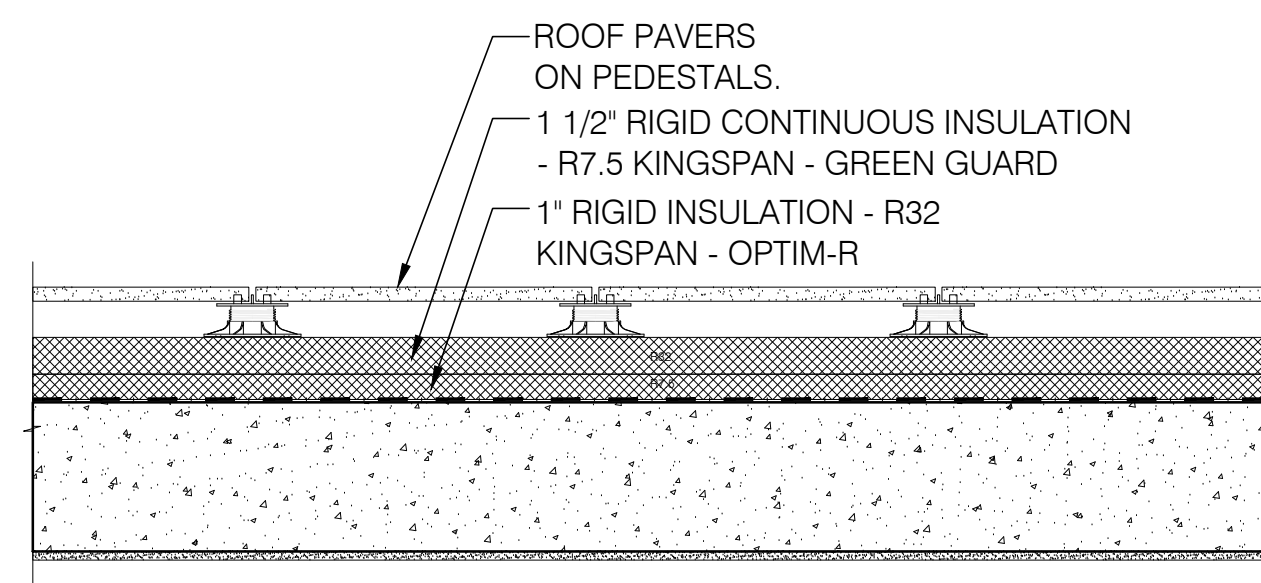 ROOF PAVERS
ON PEDESTALS.
1 1/2" RIGID CONTINUOUS INSULATION
- R7.5 KINGSPAN - GREEN GUARD
1" RIGID INSULATION - R32
KINGSPAN - OPTIM-R
R32
R7.5